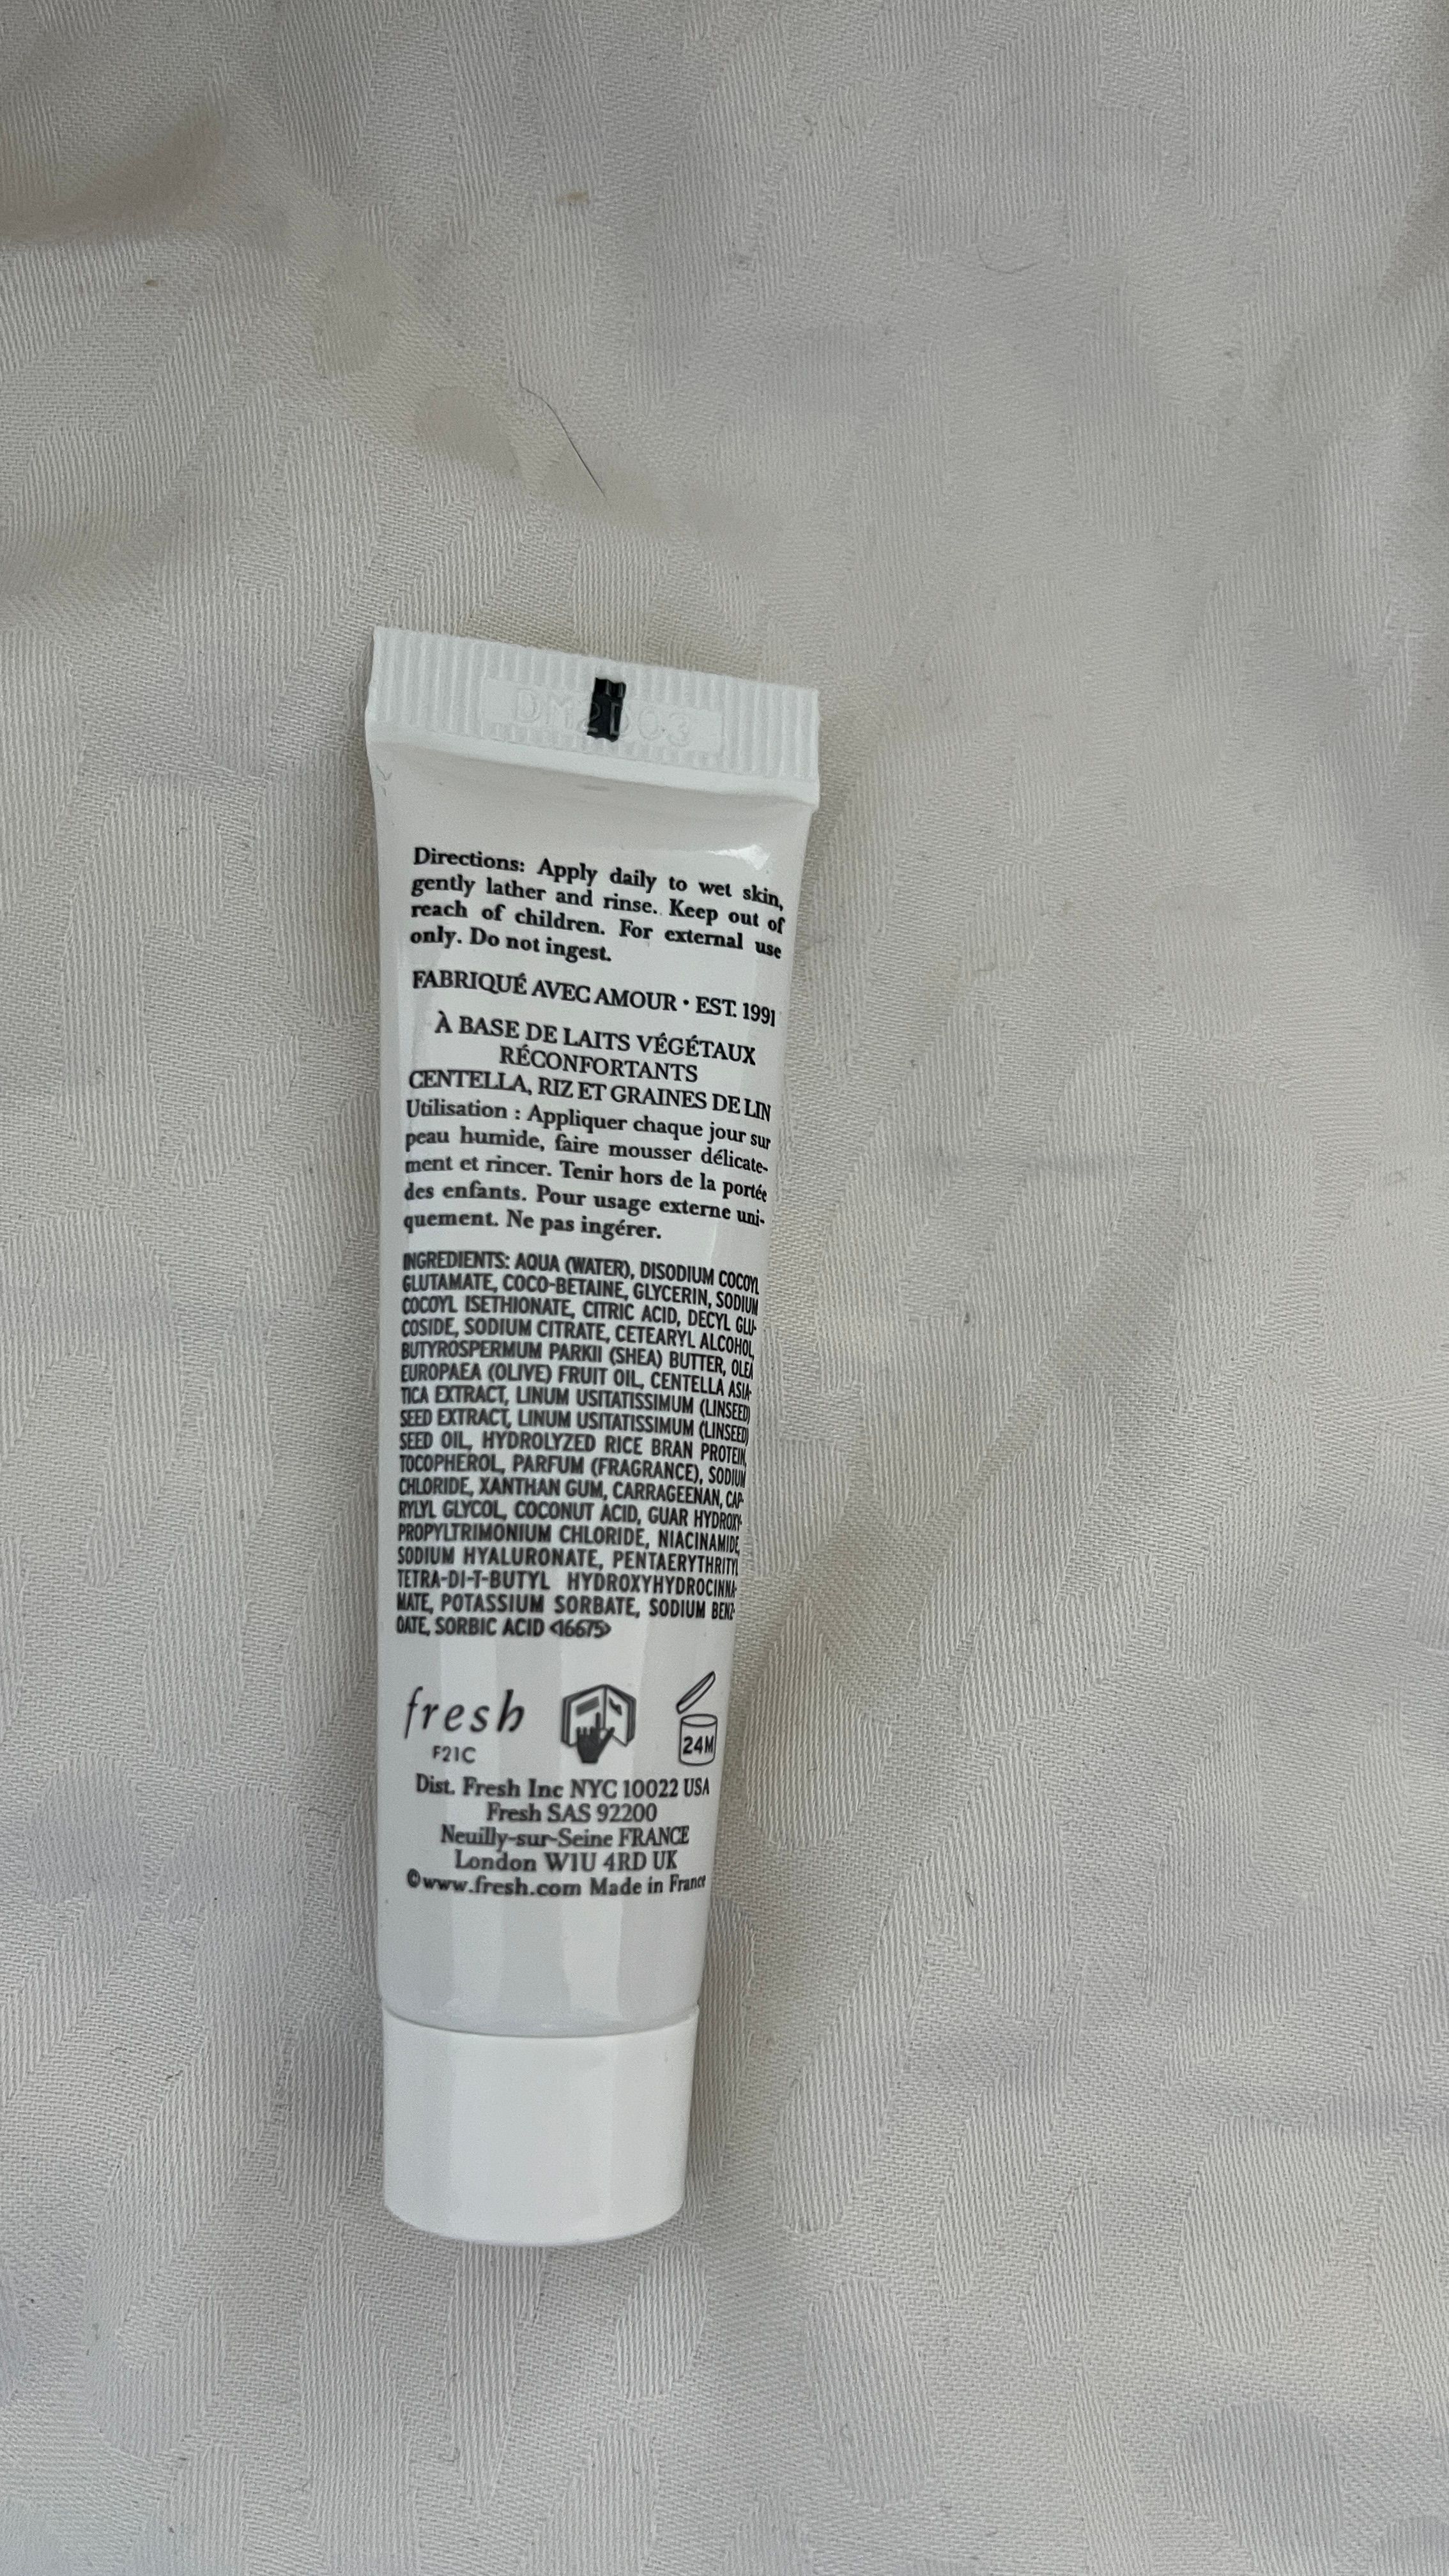 Directions: Apply daily to wet skin,
gently lather and rinse. Keep out of
reach of children. For external use
only. Do not ingest.
FABRIQUÉ AVEC AMOUR • EST. 1991
À BASE DE LAITS VÉGÉTAUX
RÉCONFORTANTS
CENTELLA, RIZ ET GRAINES DE LIN
Utilisation : Appliquer chaque jour sur
peau humide, faire mousser délicate-
ment et rincer. Tenir hors de la portée
des enfants. Pour usage externe uni-
quement. Ne pas ingérer.
INGREDIENTS: AQUA (WATER), DISODIUM COCOYL
GLUTAMATE, COCO-BETAINE, GLYCERIN, SODIUM
COCOYL ISETHIONATE, CITRIC ACID, DECYL GLU-
COSIDE, SODIUM CITRATE, CETEARYL ALCOHOL,
BUTYROSPERMUM PARKII (SHEA) BUTTER, OLEA
EUROPAEA (OLIVE) FRUIT OIL, CENTELLA ASIA-
TICA EXTRACT, LINUM USITATISSIMUM (LINSEED)
SEED EXTRACT, LINUM USITATISSIMUM (LINSEED)
SEED OIL, HYDROLYZED RICE BRAN PROTEIN,
TOCOPHEROL, PARFUM (FRAGRANCE), SODIUM
CHLORIDE, XANTHAN GUM, CARRAGEENAN, CAP-
RYLYL GLYCOL, COCONUT ACID, GUAR HYDROXY-
PROPYLTRIMONIUM CHLORIDE, NIACINAMIDE,
SODIUM HYALURONATE, PENTAERYTHRITYL
TETRA-DI-T-BUTYL HYDROXYHYDROCINNA-
MATE, POTASSIUM SORBATE, SODIUM BENZ-
OATE, SORBIC ACID <16675>
fresh
F21C
24M
Dist. Fresh Inc NYC 10022 USA
Fresh SAS 92200
Neuilly-sur-Seine FRANCE
London W1U 4RD UK
©www.fresh.com Made in France